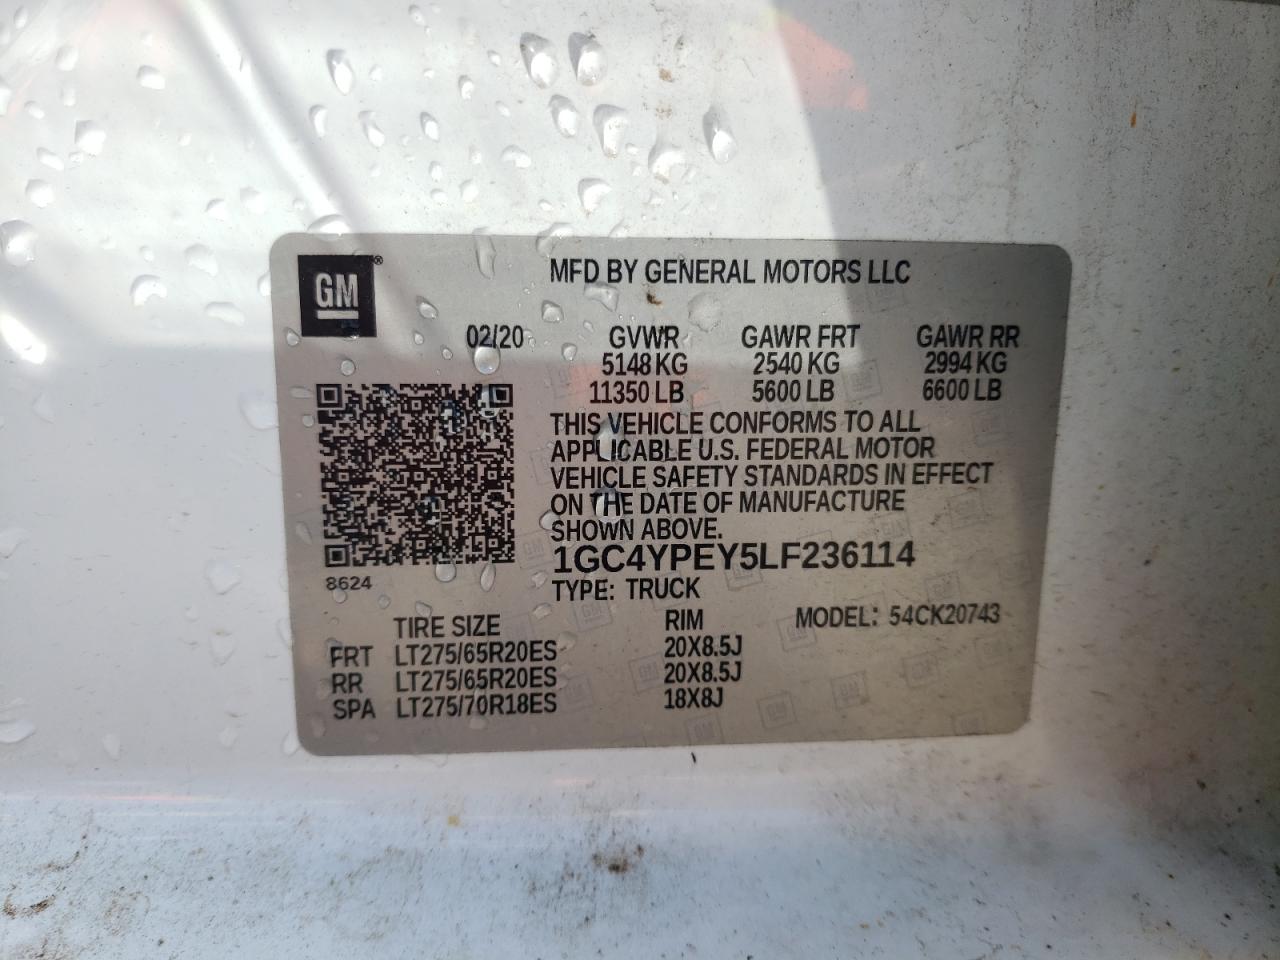 GM®
MFD BY GENERAL MOTORS LLC
02/20 GVWR GAWR FRT GAWR RR
5148 KG 2540 KG 2994 KG
11350 LB 5600 LB 6600 LB
THIS VEHICLE CONFORMS TO ALL
APPLICABLE U.S. FEDERAL MOTOR
VEHICLE SAFETY STANDARDS IN EFFECT
ON THE DATE OF MANUFACTURE
SHOWN ABOVE.
1GC4YPEY5LF236114
8624
TYPE: TRUCK
TIRE SIZE RIM MODEL: 54CK20743
FRT LT275/65R20ES 20X8.5J
RR LT275/65R20ES 20X8.5J
SPA LT275/70R18ES 18X8J